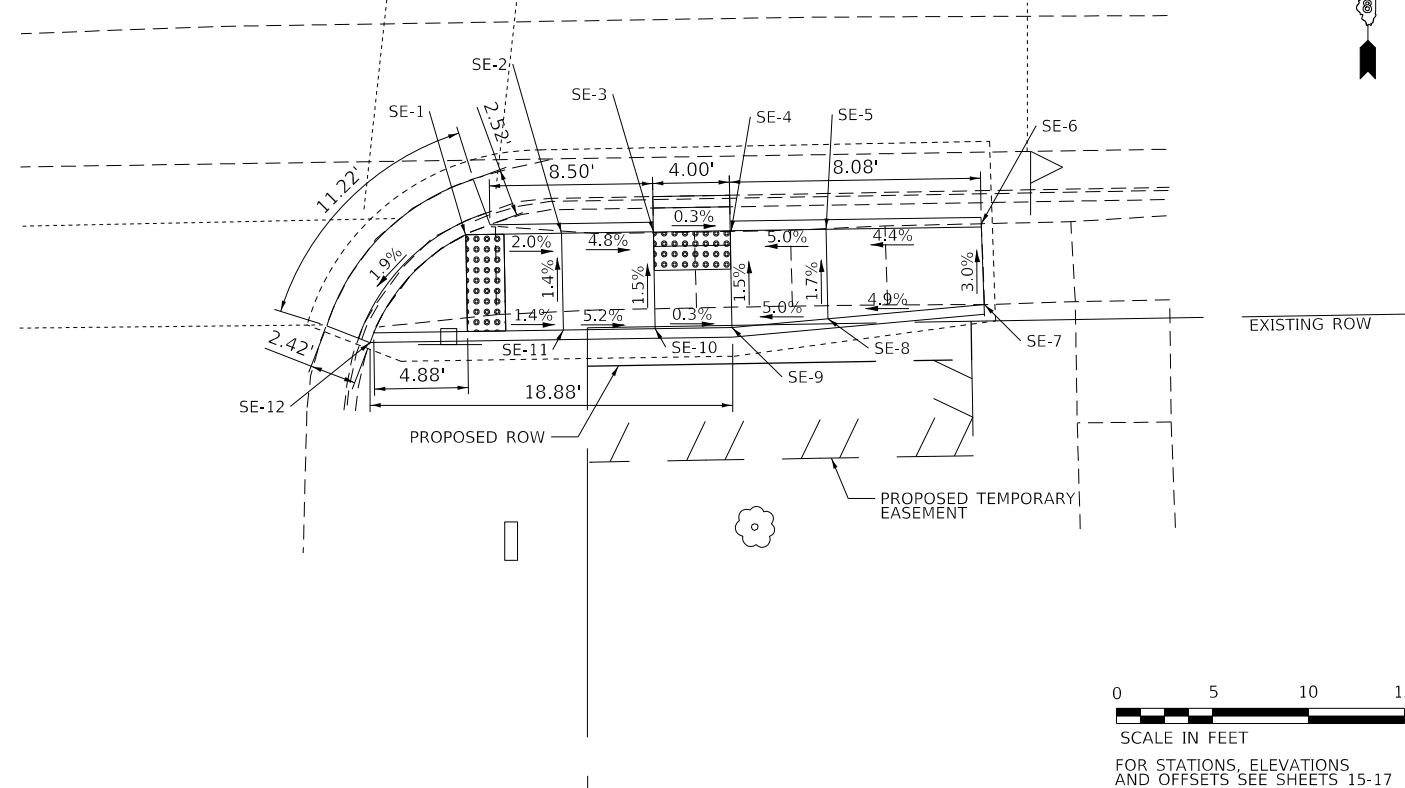 8
SE-2
SE-3
SE-1
2.52'
SE-4
SE-5
SE-6
11.22'
8.50'
4.00'
8.08'
0.3%
2.0%
4.8%
5.0%
4.4%
1.9%
1.4%
1.5%
1.5%
1.7%
3.0%
1.4%
5.2%
0.3%
5.0%
4.9%
EXISTING ROW
2.42'
SE-11
SE-10
SE-8
SE-7
4.88'
SE-9
18.88'
SE-12
PROPOSED ROW
PROPOSED TEMPORARY
EASEMENT
0 5 10
SCALE IN FEET
FOR STATIONS, ELEVATIONS
AND OFFSETS SEE SHEETS 15-17